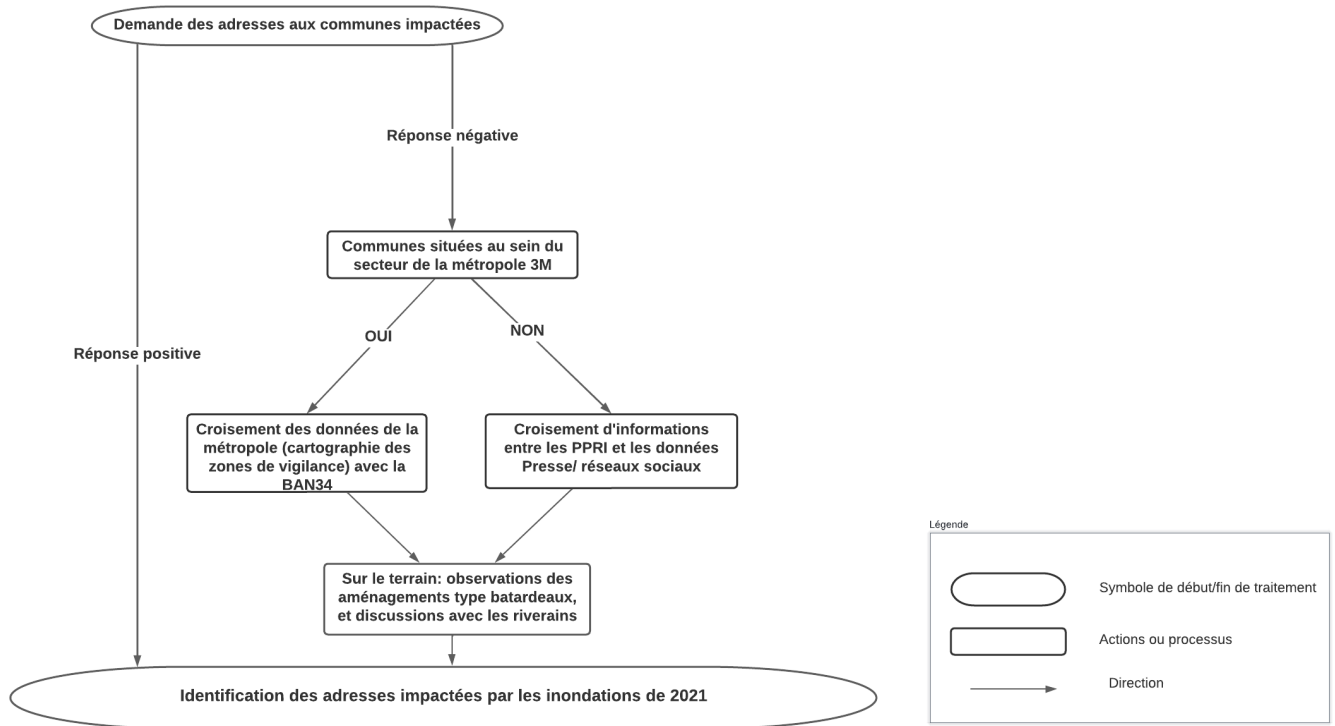 Demande des adresses aux communes impactées
Réponse négative
Communes situées au sein du
secteur de la métropole 3M
OUI
NON
Réponse positive
Croisement des données de la
métropole (cartographie des
zones de vigilance) avec la
BAN34
Croisement d'informations
entre les PPRI et les données
Presse/ réseaux sociaux
Sur le terrain: observations des
aménagements type batardeaux,
et discussions avec les riverains
Identification des adresses impactées par les inondations de 2021
Légende
Symbole de début/fin de traitement
Actions ou processus
Direction